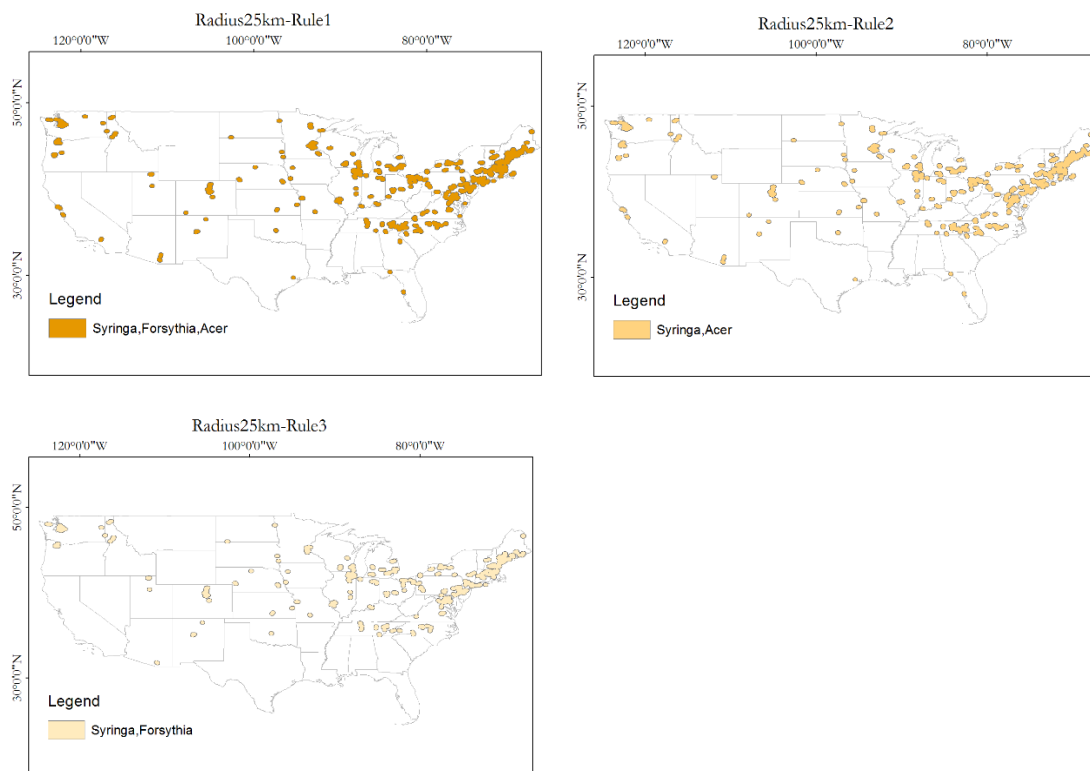 Radius25km-Rule1
120°0'0"W 100°0'0"W 80°0'0"W
50°0'0"N
30°0'0"N
Legend
Syringa,Forsythia,Acer
Radius25km-Rule2
120°0'0"W 100°0'0"W 80°0'0"W
50°0'0"N
30°0'0"N
Legend
Syringa,Acer
Radius25km-Rule3
120°0'0"W 100°0'0"W 80°0'0"W
50°0'0"N
30°0'0"N
Legend
Syringa,Forsythia